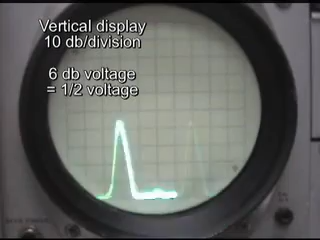 Vertical display
10 db/division
6 db voltage
= 1/2 voltage